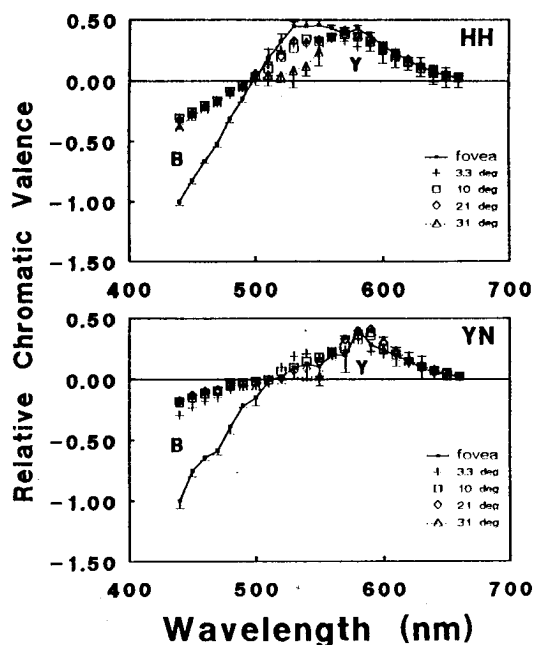 Relative Chromatic Valence
0.50
0.00
-0.50
-1.00
-1.50
HH
Y
B
fovea
3.3 deg
10 deg
21 deg
31 deg
400 500 600 700
0.50
0.00
-0.50
-1.00
-1.50
YN
Y
B
fovea
3.3 deg
10 deg
21 deg
31 deg
400 500 600 700
Wavelength (nm)